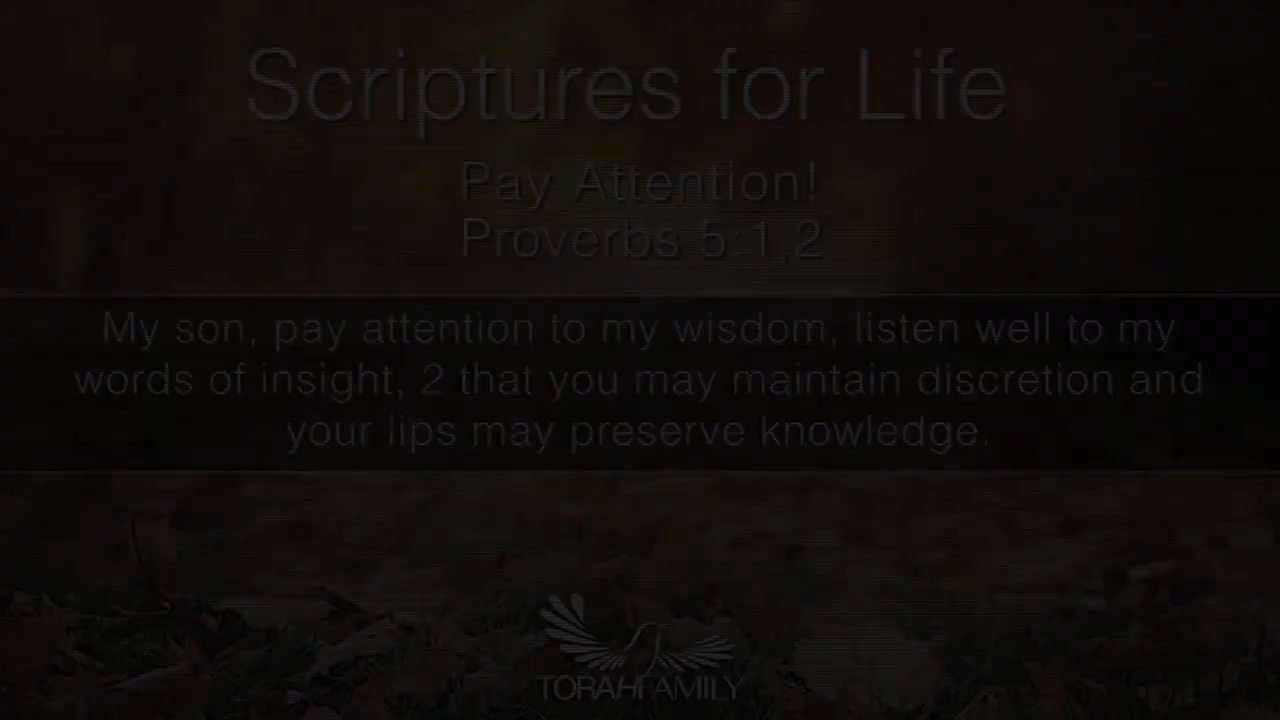 Scriptures for Life
Pay Attention!
Proverbs 5:1,2
My son, pay attention to my wisdom, listen well to my
words of insight, 2 that you may maintain discretion and
your lips may preserve knowledge.
TORAHFAMILY